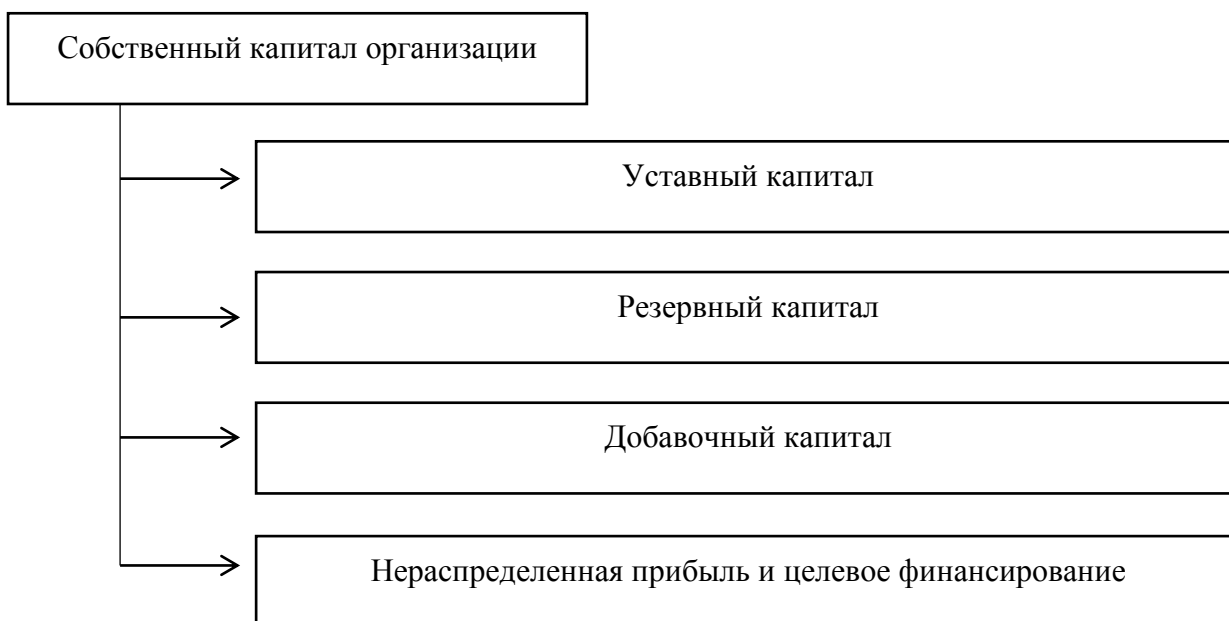 Собственный капитал организации
Уставный капитал
Резервный капитал
Добавочный капитал
Нераспределенная прибыль и целевое финансирование